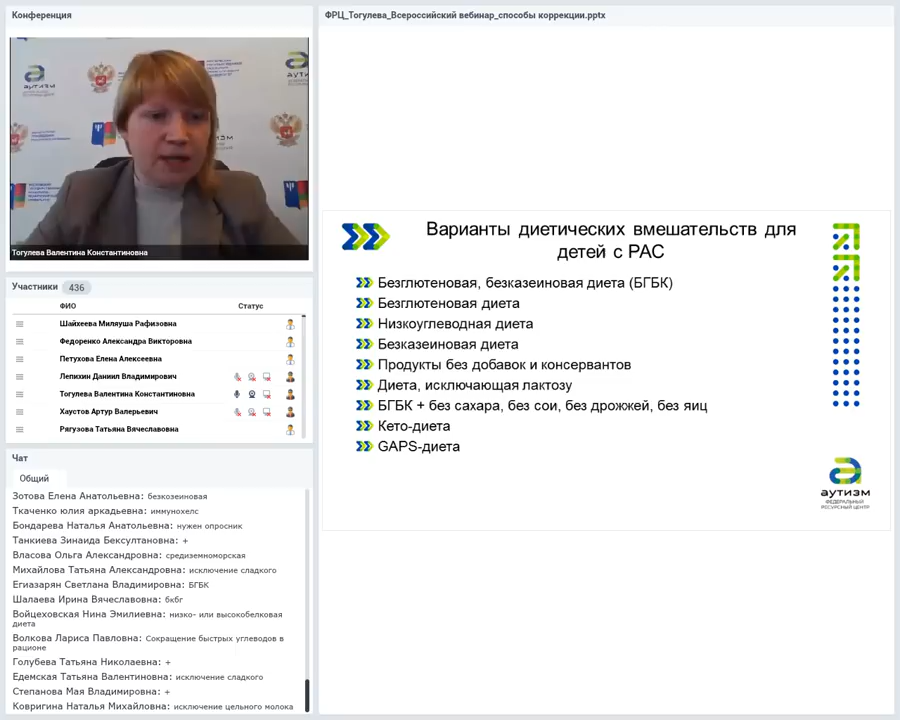 Конференция
Тогулева Валентина Константиновна
Участники 436
ФИО Статус
Шайхеева Миляуша Рафизовна
Федоренко Александра Викторовна
Петухова Елена Алексеевна
Лепихин Даниил Владимирович
Тогулева Валентина Константиновна
Хаустов Артур Валерьевич
Рягузова Татьяна Вячеславовна
Чат
Общий
Зотова Елена Анатольевна: безкозеиновая
Ткаченко юлия аркадьевна: иммунохелс
Бондарева Наталья Анатольевна: нужен опросник
Танкиева Зинаида Бексултановна: +
Власова Ольга Александровна: средиземноморская
Михайлова Татьяна Александровна: исключение сладкого
Егиазарян Светлана Владимировна: БГБК
Шалаева Ирина Вячеславовна: бкбг
Войцеховская Нина Эмилиевна: низко- или высокобелковая
диета
Волкова Лариса Павловна: Сокращение быстрых углеводов в
рационе
Голубева Татьяна Николаевна: +
Едемская Татьяна Валентиновна: исключение сладкого
Степанова Мая Владимировна: +
Ковригина Наталья Михайловна: исключение цельного молока
ФРЦ_Тогулева_Всероссийский вебинар_способы коррекции.pptx
Варианты диетических вмешательств для
детей с РАС
Безглютеновая, безказеиновая диета (БГБК)
Безглютеновая диета
Низкоуглеводная диета
Безказеиновая диета
Продукты без добавок и консервантов
Диета, исключающая лактозу
БГБК + без сахара, без сои, без дрожжей, без яиц
Кето-диета
GAPS-диета
аутизм
ФЕДЕРАЛЬНЫЙ
РЕСУРСНЫЙ ЦЕНТР